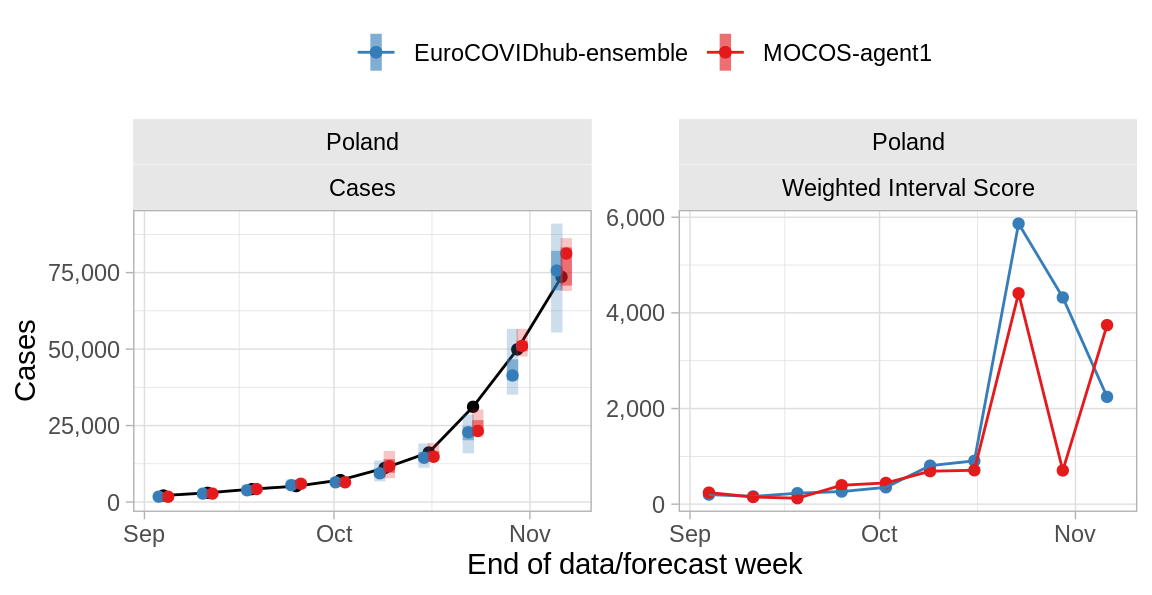 EuroCOVIDhub-ensemble MOCOS-agent1
Poland
Cases
Poland
Weighted Interval Score
Cases
75,000
50,000
25,000
0
6,000
4,000
2,000
0
Sep Oct Nov
Sep Oct Nov
End of data/forecast week